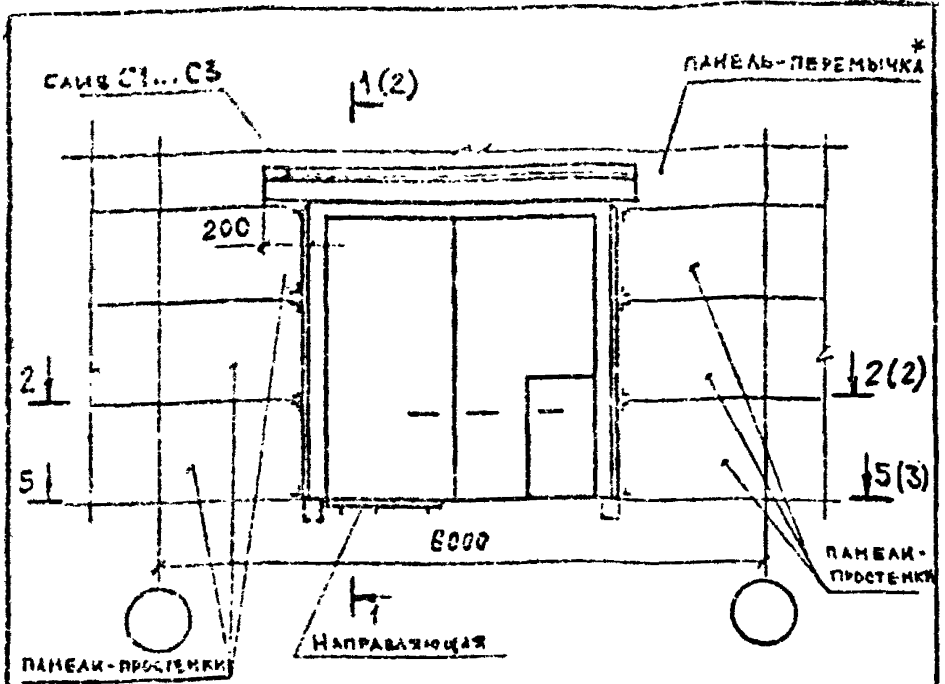 СЛИВ С1...С3
1(2)
ПАНЕЛЬ-ПЕРЕМЫЧКА*
200
2
2(2)
5
5(3)
6000
ПАНЕЛИ-
ПРОСТЕНКИ
1
НАПРАВЛЯЮЩАЯ
ПАНЕЛИ-ПРОСТЕНКИ